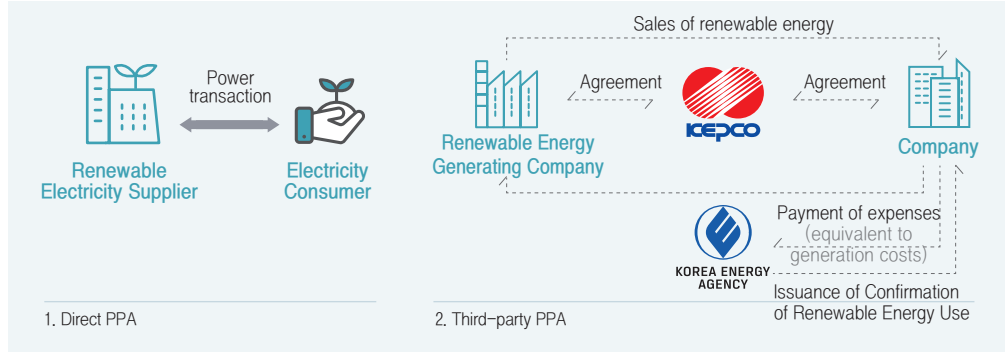 Power
transaction
Renewable
Electricity Supplier
Electricity
Consumer
1. Direct PPA
Sales of renewable energy
Agreement
KEPCO
Agreement
Renewable Energy
Generating Company
Company
Payment of expenses
(equivalent to
generation costs)
KOREA ENERGY
AGENCY
Issuance of Confirmation
of Renewable Energy Use
2. Third-party PPA